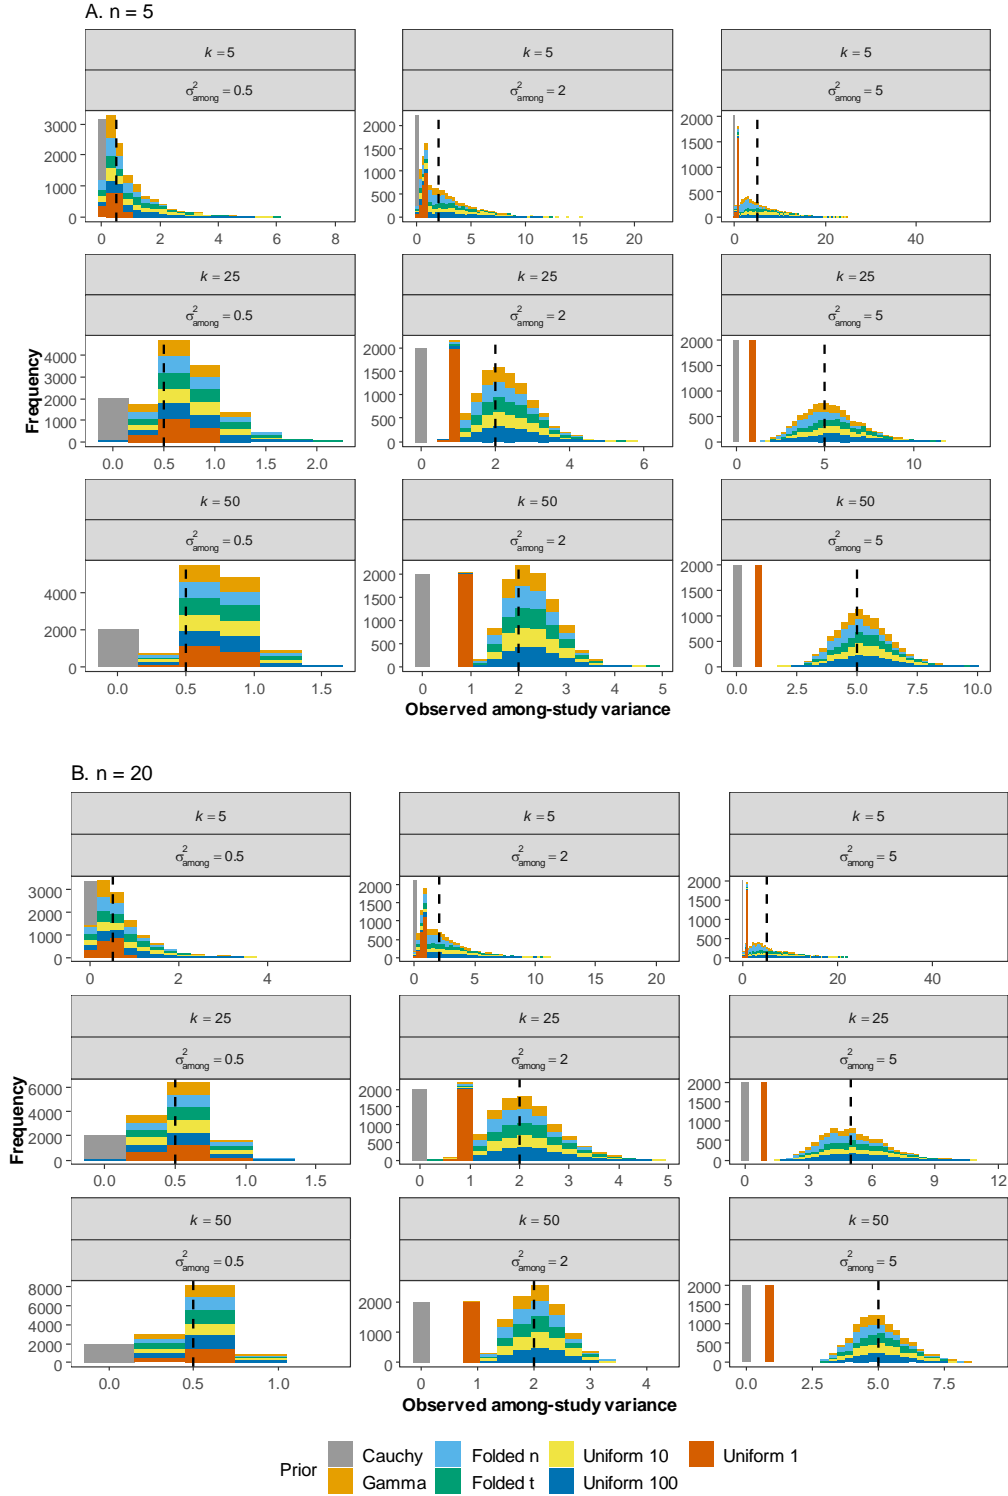 A. n = 5
k = 5
k = 5
k = 5
σ²among = 0.5
σ²among = 2
σ²among = 5
3000
2000
1000
0
2000
1500
1000
500
0
2000
1500
1000
500
0
0 2 4 6 8
0 5 10 15 20
0 20 40
k = 25
k = 25
k = 25
σ²among = 0.5
σ²among = 2
σ²among = 5
Frequency
4000
3000
2000
1000
0
2000
1500
1000
500
0
2000
1500
1000
500
0
0.0 0.5 1.0 1.5 2.0
0 2 4 6
0 5 10
k = 50
k = 50
k = 50
σ²among = 0.5
σ²among = 2
σ²among = 5
4000
2000
0
2000
1500
1000
500
0
2000
1500
1000
500
0
0.0 0.5 1.0 1.5
0 1 2 3 4 5
0.0 2.5 5.0 7.5 10.0
Observed among-study variance
B. n = 20
k = 5
k = 5
k = 5
σ²among = 0.5
σ²among = 2
σ²among = 5
3000
2000
1000
0
2000
1500
1000
500
0
2000
1500
1000
500
0
0 2 4
0 5 10 15 20
0 20 40
k = 25
k = 25
k = 25
σ²among = 0.5
σ²among = 2
σ²among = 5
Frequency
6000
4000
2000
0
2000
1500
1000
500
0
2000
1500
1000
500
0
0.0 0.5 1.0 1.5
0 1 2 3 4 5
0 3 6 9 12
k = 50
k = 50
k = 50
σ²among = 0.5
σ²among = 2
σ²among = 5
8000
6000
4000
2000
0
2000
1000
0
2000
1500
1000
500
0
0.0 0.5 1.0
0 1 2 3 4
0.0 2.5 5.0 7.5
Observed among-study variance
Prior
Cauchy Folded n Uniform 10 Uniform 1
Gamma Folded t Uniform 100